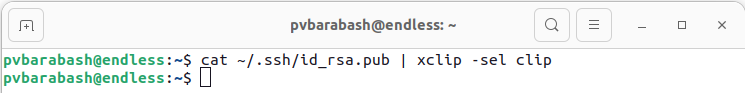 pvbarabash@endless: ~
pvbarabash@endless:~$ cat ~/.ssh/id_rsa.pub | xclip -sel clip
pvbarabash@endless:~$